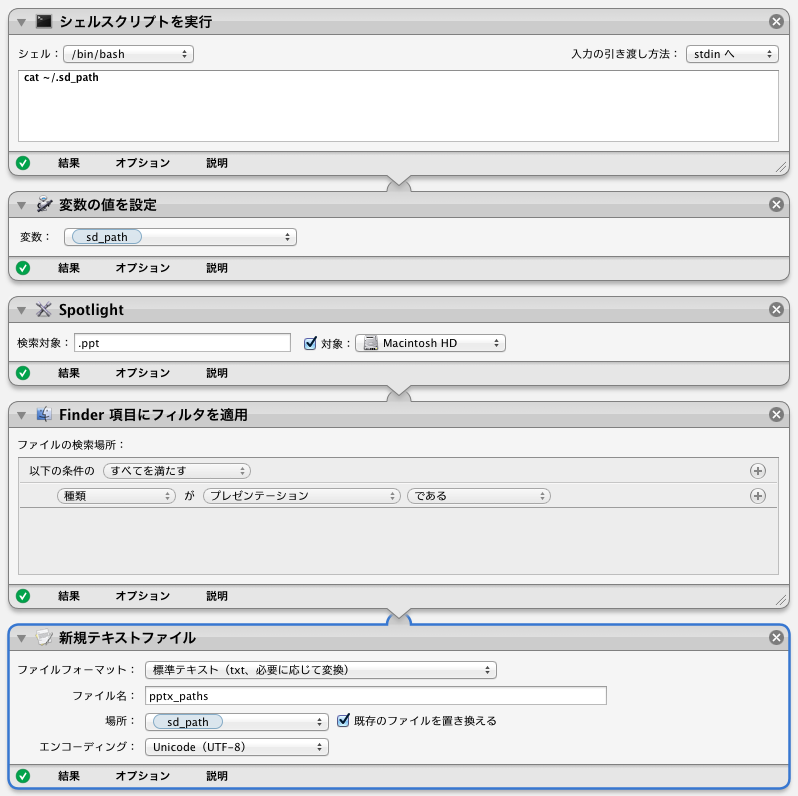 シェルスクリプトを実行
シェル： /bin/bash 入力の引き渡し方法： stdin へ
cat ~/.sd_path
結果 オプション 説明
変数の値を設定
変数： sd_path
結果 オプション 説明
Spotlight
検索対象： .ppt 対象： Macintosh HD
結果 オプション 説明
Finder 項目にフィルタを適用
ファイルの検索場所：
以下の条件の すべてを満たす
種類 が プレゼンテーション である
結果 オプション 説明
新規テキストファイル
ファイルフォーマット： 標準テキスト（txt、必要に応じて変換）
ファイル名： pptx_paths
場所： sd_path 既存のファイルを置き換える
エンコーディング： Unicode（UTF-8）
結果 オプション 説明